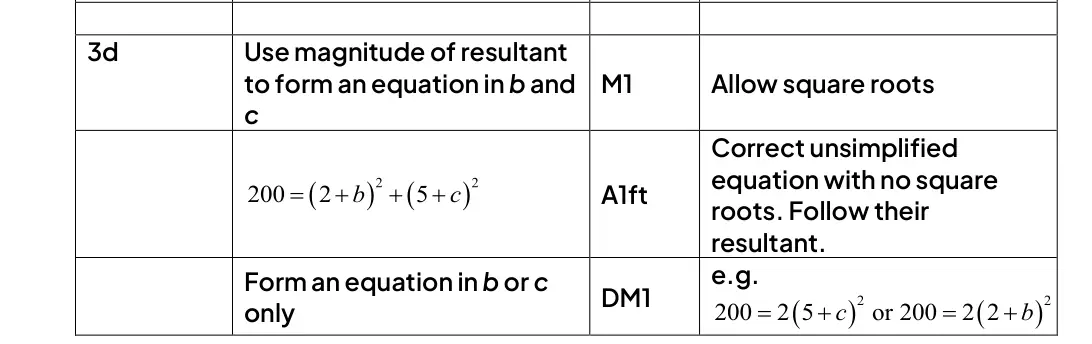 3d
Use magnitude of resultant
to form an equation in b and
c
M1
Allow square roots
200 = (2+b)² + (5+c)²
A1ft
Correct unsimplified
equation with no square
roots. Follow their
resultant.
Form an equation in b or c
only
DM1
e.g.
200 = 2(5+c)² or 200 = 2(2+b)²